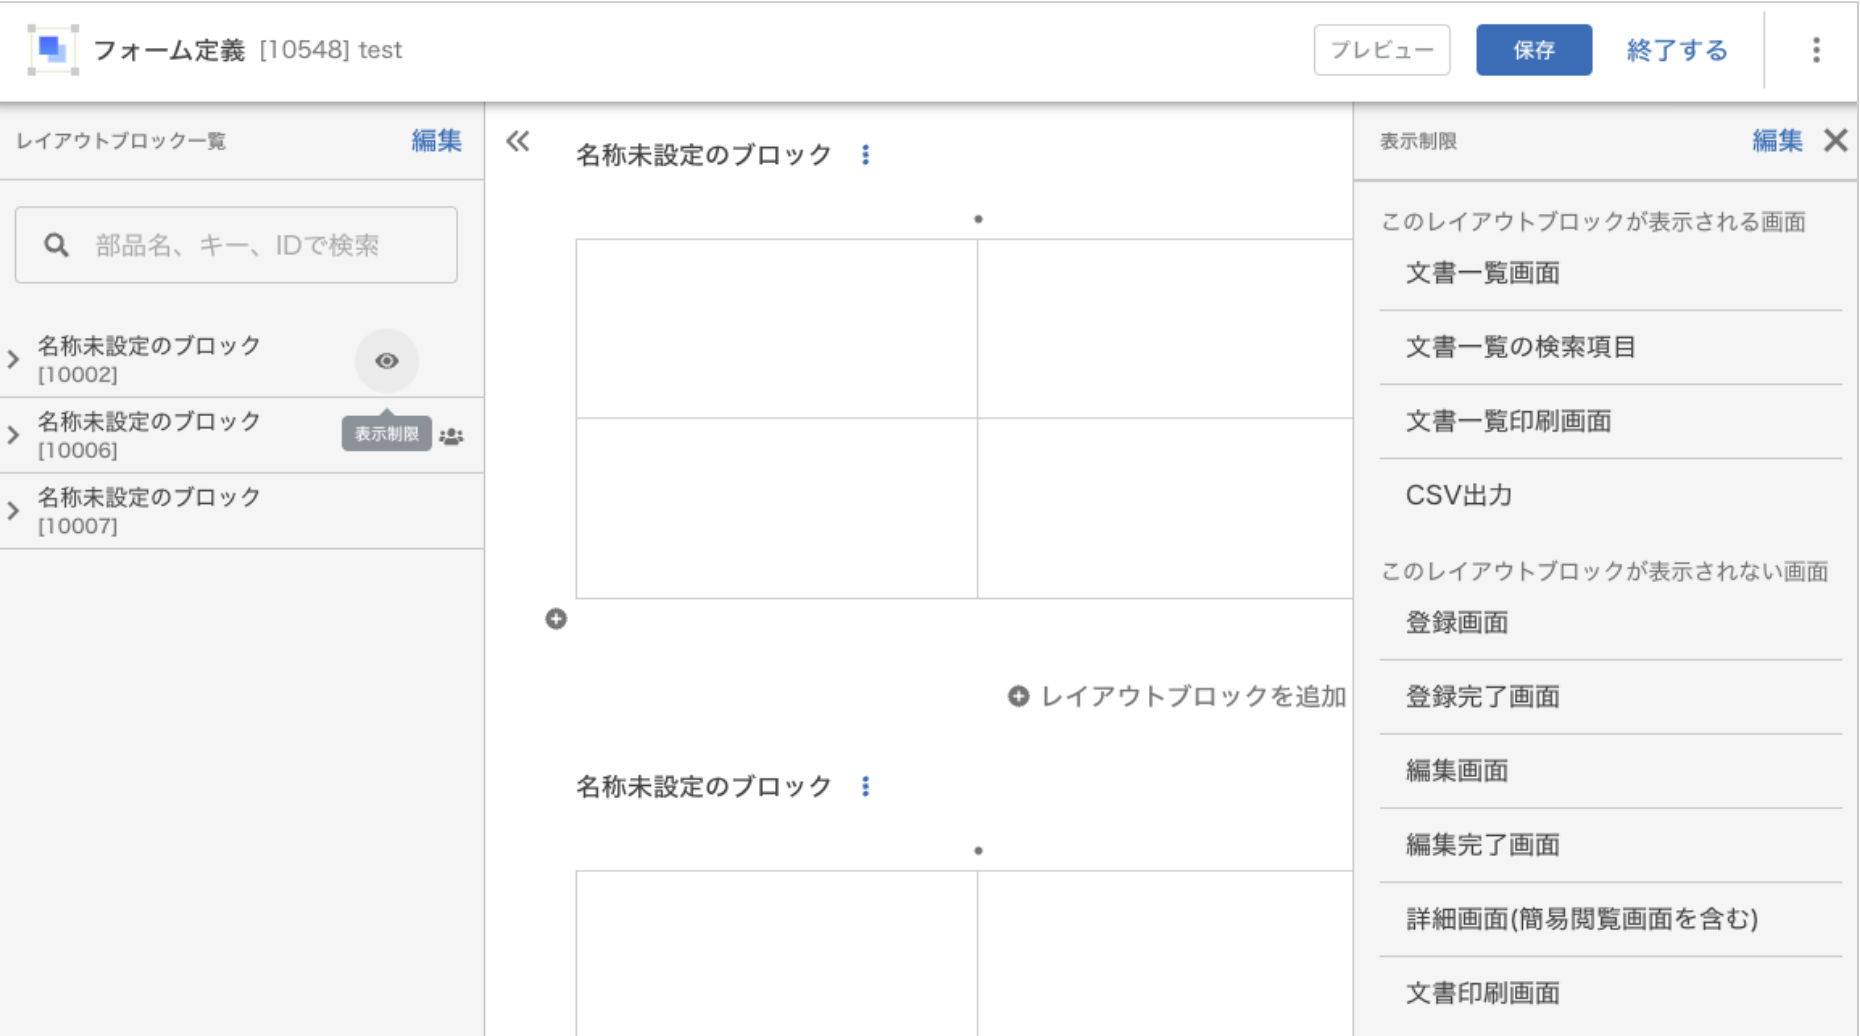 フォーム定義 [10548] test
プレビュー
保存
終了する
レイアウトブロック一覧
編集
部品名、キー、IDで検索
名称未設定のブロック
[10002]
表示制限
名称未設定のブロック
[10006]
名称未設定のブロック
[10007]
名称未設定のブロック
レイアウトブロックを追加
名称未設定のブロック
表示制限
編集
このレイアウトブロックが表示される画面
文書一覧画面
文書一覧の検索項目
文書一覧印刷画面
CSV出力
このレイアウトブロックが表示されない画面
登録画面
登録完了画面
編集画面
編集完了画面
詳細画面(簡易閲覧画面を含む)
文書印刷画面